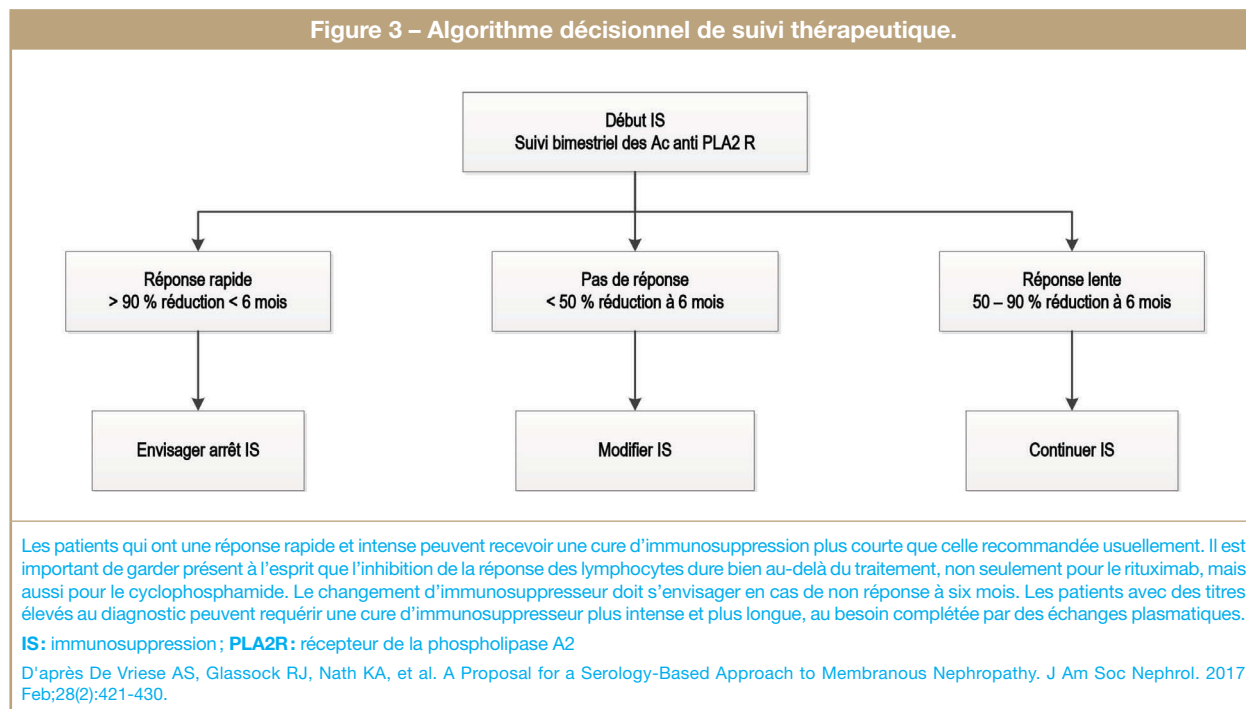 Figure 3 – Algorithme décisionnel de suivi thérapeutique.
Début IS
Suivi bimestriel des Ac anti PLA2 R
Réponse rapide
> 90 % réduction < 6 mois
Pas de réponse
< 50 % réduction à 6 mois
Réponse lente
50 – 90 % réduction à 6 mois
Envisager arrêt IS
Modifier IS
Continuer IS
Les patients qui ont une réponse rapide et intense peuvent recevoir une cure d'immunosuppression plus courte que celle recommandée usuellement. Il est
important de garder présent à l'esprit que l'inhibition de la réponse des lymphocytes dure bien au-delà du traitement, non seulement pour le rituximab, mais
aussi pour le cyclophosphamide. Le changement d'immunosuppresseur doit s'envisager en cas de non réponse à six mois. Les patients avec des titres
élevés au diagnostic peuvent requérir une cure d'immunosuppresseur plus intense et plus longue, au besoin complétée par des échanges plasmatiques.
IS : immunosuppression ; PLA2R : récepteur de la phospholipase A2
D'après De Vriese AS, Glassock RJ, Nath KA, et al. A Proposal for a Serology-Based Approach to Membranous Nephropathy. J Am Soc Nephrol. 2017
Feb;28(2):421-430.